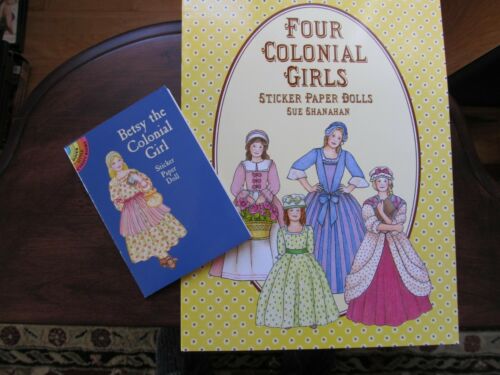 FOUR
COLONIAL
GIRLS
STICKER PAPER DOLLS
SUE SHANAHAN
Betsy the
Colonial
Girl
Sticker
Paper
Doll